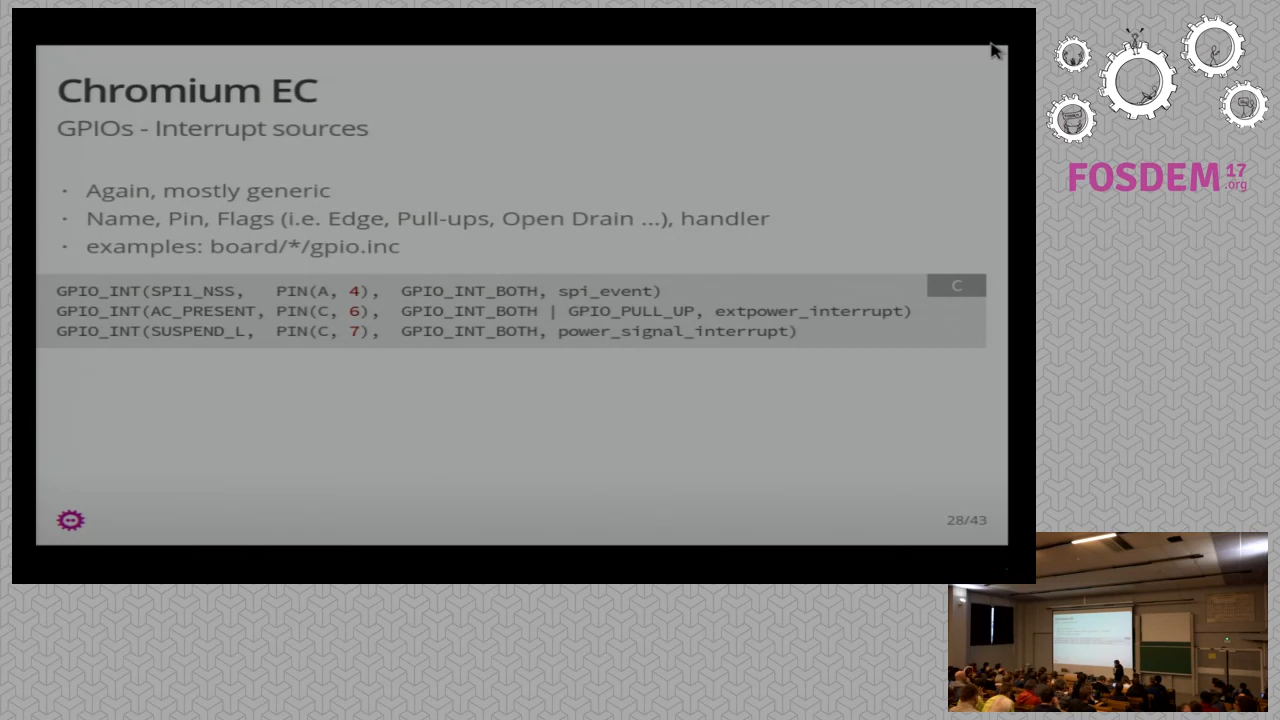 Chromium EC
GPIOs - Interrupt sources
· Again, mostly generic
· Name, Pin, Flags (i.e. Edge, Pull-ups, Open Drain ...), handler
· examples: board/*/gpio.inc
C
GPIO_INT(SPI1_NSS,   PIN(A, 4),  GPIO_INT_BOTH, spi_event)
GPIO_INT(AC_PRESENT, PIN(C, 6),  GPIO_INT_BOTH | GPIO_PULL_UP, extpower_interrupt)
GPIO_INT(SUSPEND_L,  PIN(C, 7),  GPIO_INT_BOTH, power_signal_interrupt)
28/43
FOSDEM 17
.org